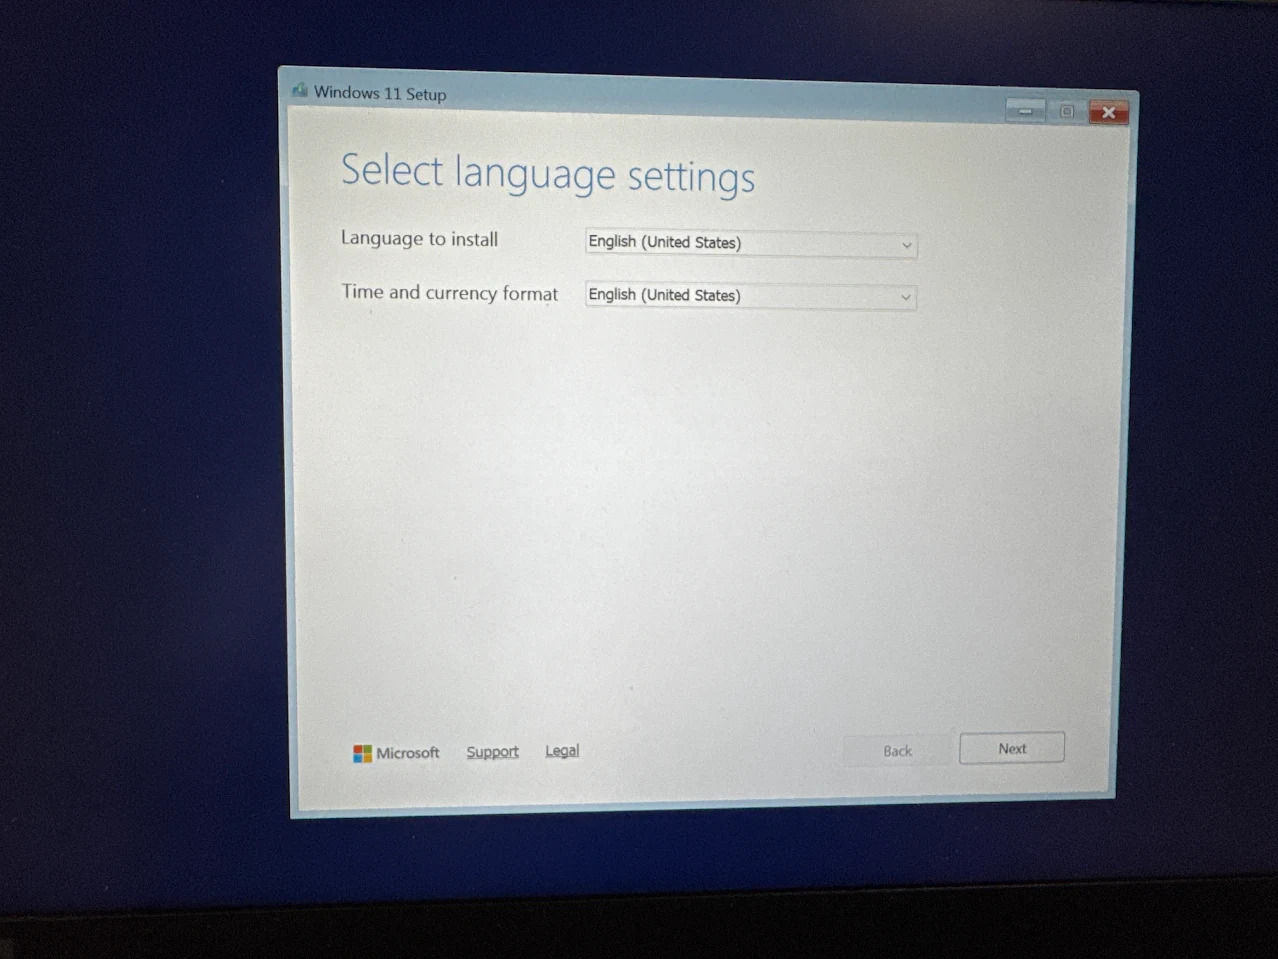 Windows 11 Setup
Select language settings
Language to install
English (United States)
Time and currency format
English (United States)
Microsoft
Support
Legal
Back
Next